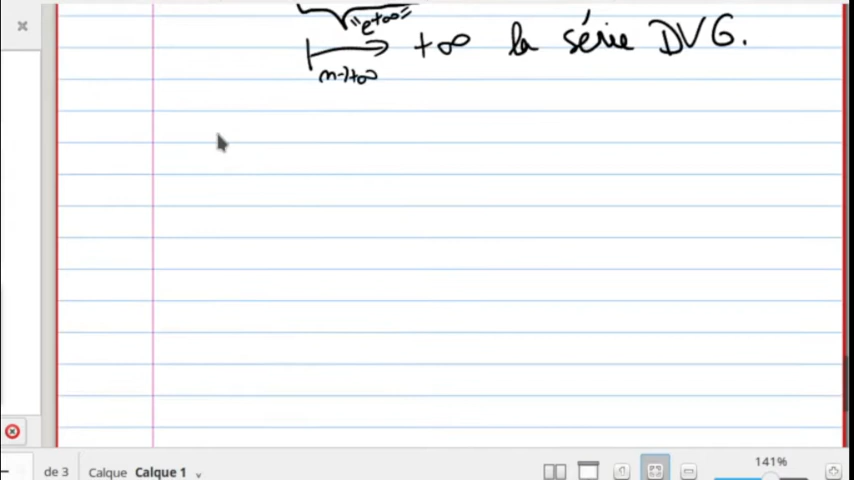 "e+∞"
⟼ +∞ la série DVG.
n→+∞
de 3 Calque Calque 1 141%